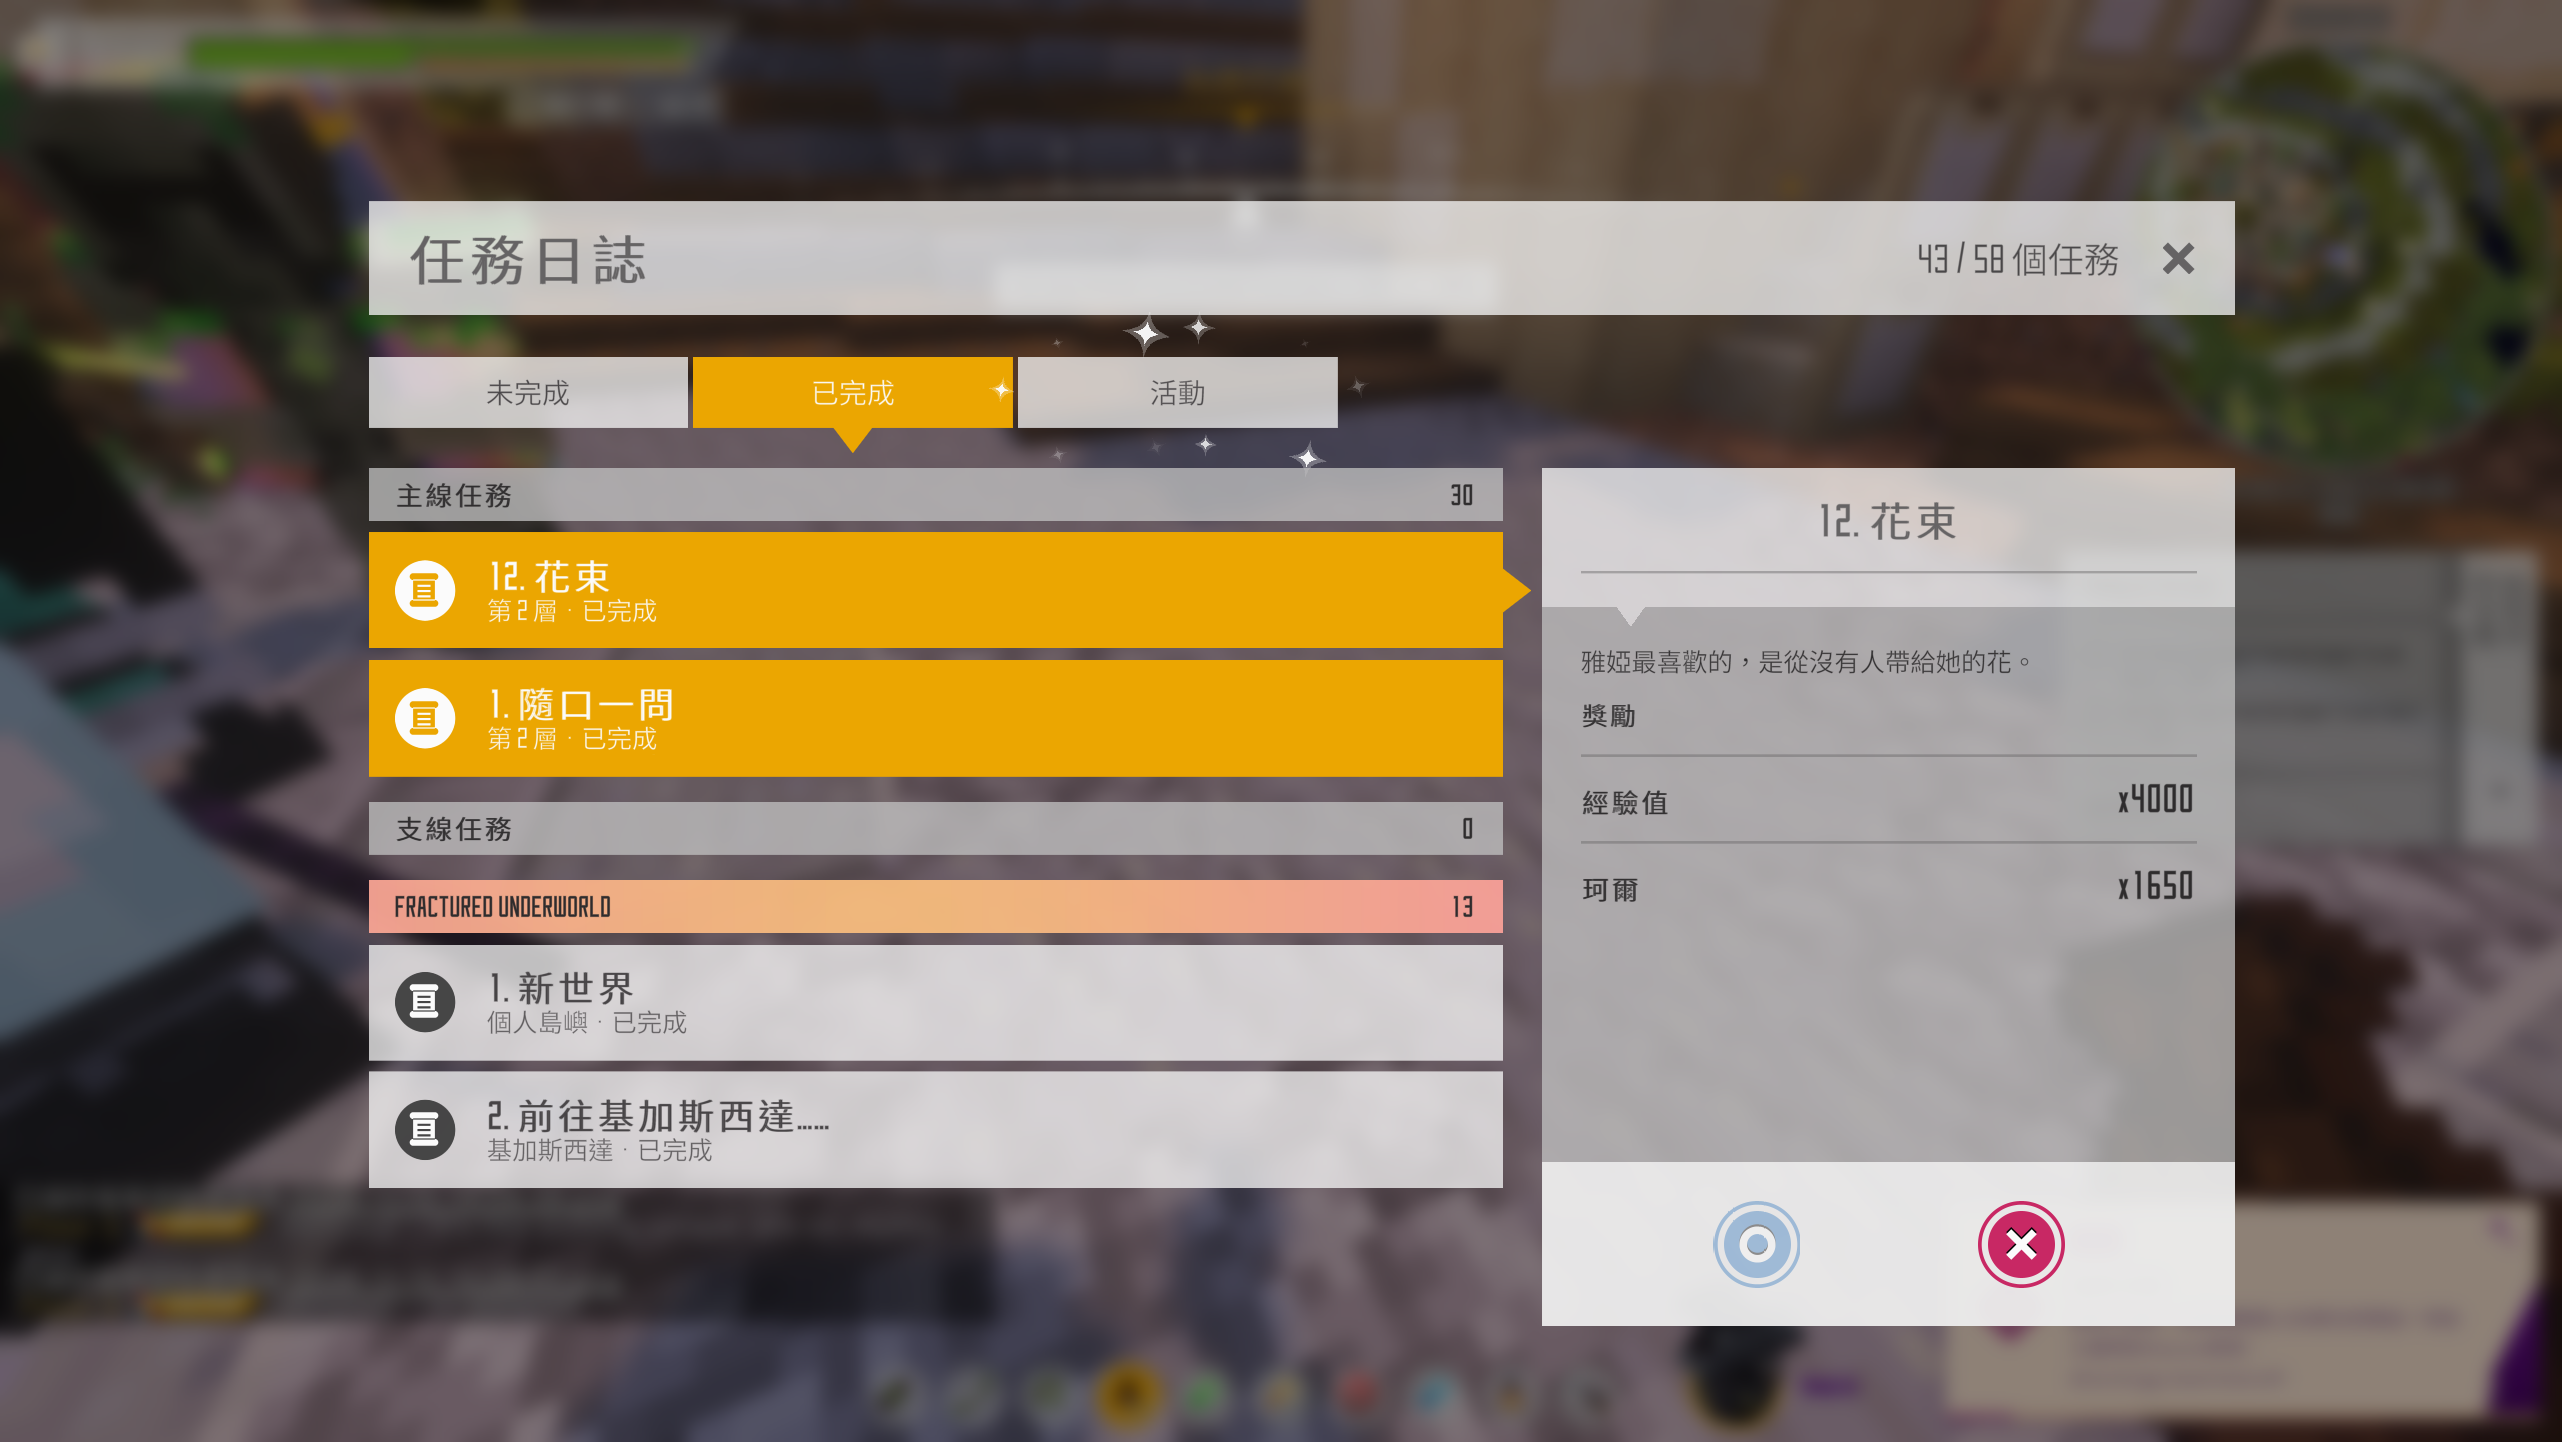 任務日誌
43 / 58 個任務
未完成
已完成
活動
主線任務
30
12. 花束
第 2 層 · 已完成
1. 隨口一問
第 2 層 · 已完成
支線任務
0
FRACTURED UNDERWORLD
13
1. 新世界
個人島嶼 · 已完成
2. 前往基加斯西達……
基加斯西達 · 已完成
12. 花束
雅婭最喜歡的，是從沒有人帶給她的花。
獎勵
經驗值
x4000
珂爾
x1650